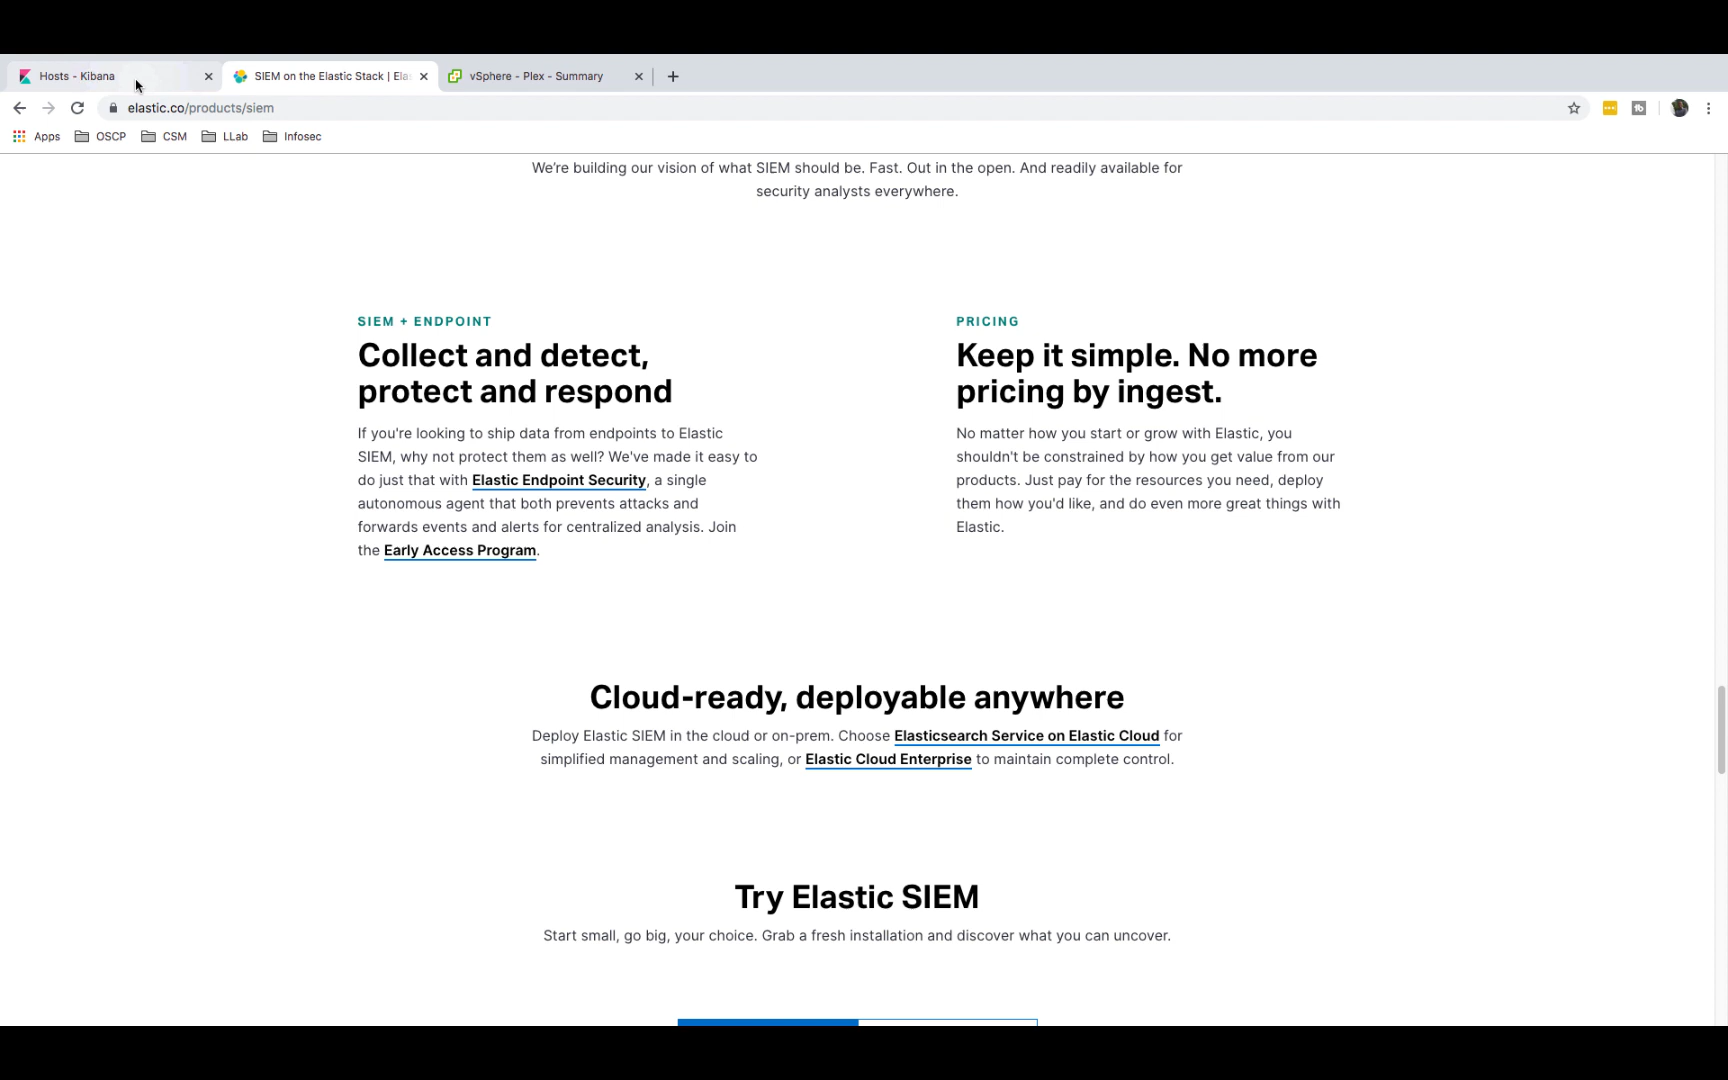 Hosts - Kibana
SIEM on the Elastic Stack | Ela
vSphere - Plex - Summary
elastic.co/products/siem
Apps
OSCP
CSM
LLab
Infosec
We're building our vision of what SIEM should be. Fast. Out in the open. And readily available for
security analysts everywhere.
SIEM + ENDPOINT
Collect and detect,
protect and respond
If you're looking to ship data from endpoints to Elastic
SIEM, why not protect them as well? We've made it easy to
do just that with Elastic Endpoint Security, a single
autonomous agent that both prevents attacks and
forwards events and alerts for centralized analysis. Join
the Early Access Program.
PRICING
Keep it simple. No more
pricing by ingest.
No matter how you start or grow with Elastic, you
shouldn't be constrained by how you get value from our
products. Just pay for the resources you need, deploy
them how you'd like, and do even more great things with
Elastic.
Cloud-ready, deployable anywhere
Deploy Elastic SIEM in the cloud or on-prem. Choose Elasticsearch Service on Elastic Cloud for
simplified management and scaling, or Elastic Cloud Enterprise to maintain complete control.
Try Elastic SIEM
Start small, go big, your choice. Grab a fresh installation and discover what you can uncover.